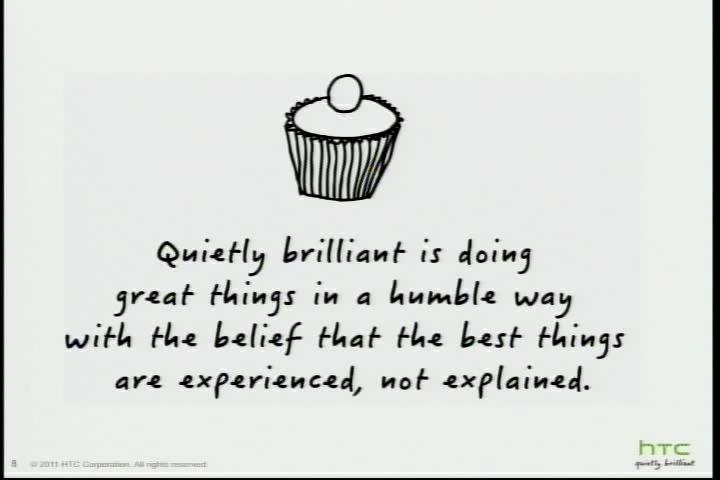 Quietly brilliant is doing
great things in a humble way
with the belief that the best things
are experienced, not explained.
8 © 2011 HTC Corporation. All rights reserved.
hTC
quietly brilliant